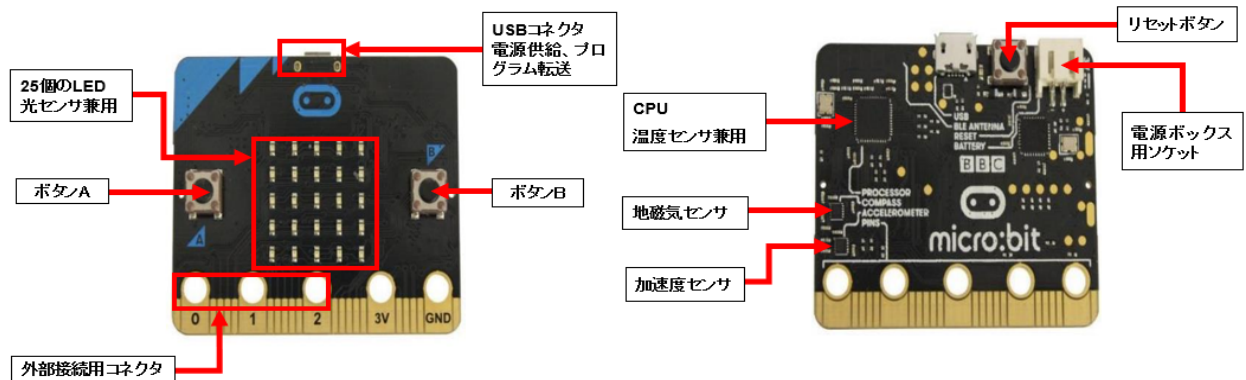 USBコネクタ
電源供給、プロ
グラム転送
25個のLED
光センサ兼用
ボタンA
ボタンB
A
B
0
1
2
3V
GND
外部接続用コネクタ
リセットボタン
CPU
温度センサ兼用
電源ボックス
用ソケット
地磁気センサ
加速度センサ
USB
BLE ANTENNA
RESET
BATTERY
BBC
PROCESSOR
COMPASS
ACCELEROMETER
PINS
micro:bit